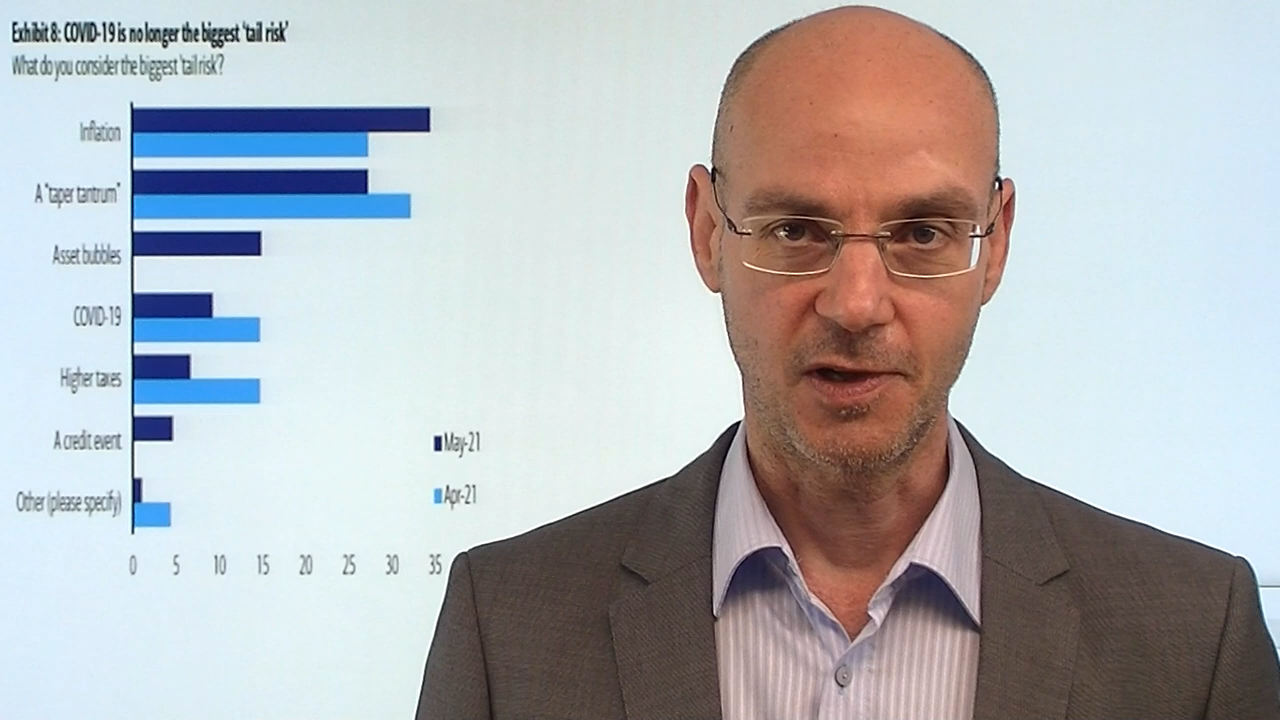 Exhibit 8: COVID-19 is no longer the biggest 'tail risk'
What do you consider the biggest 'tail risk'?
Inflation
A "taper tantrum"
Asset bubbles
COVID-19
Higher taxes
A credit event
Other (please specify)
May-21
Apr-21
0 5 10 15 20 25 30 35